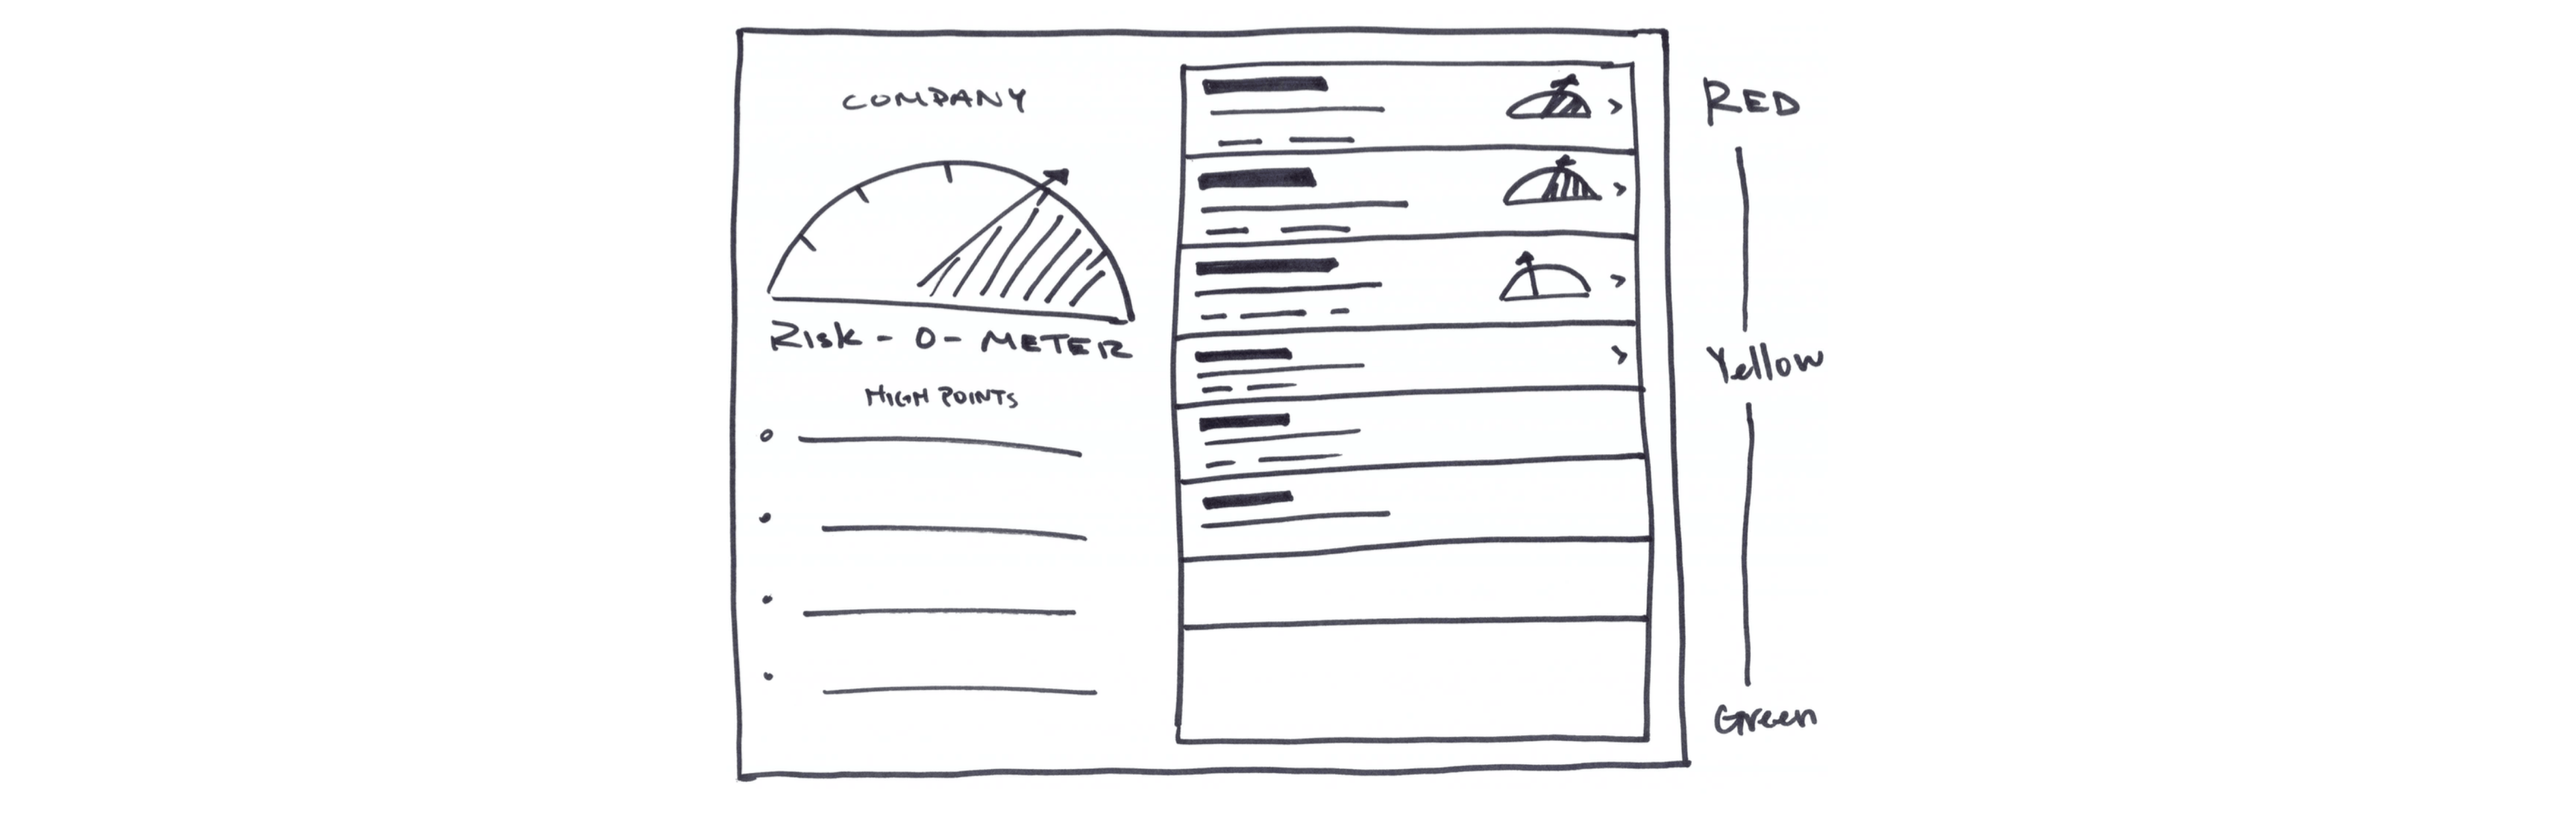 COMPANY
Risk - O - METER
HIGH POINTS
RED
Yellow
Green